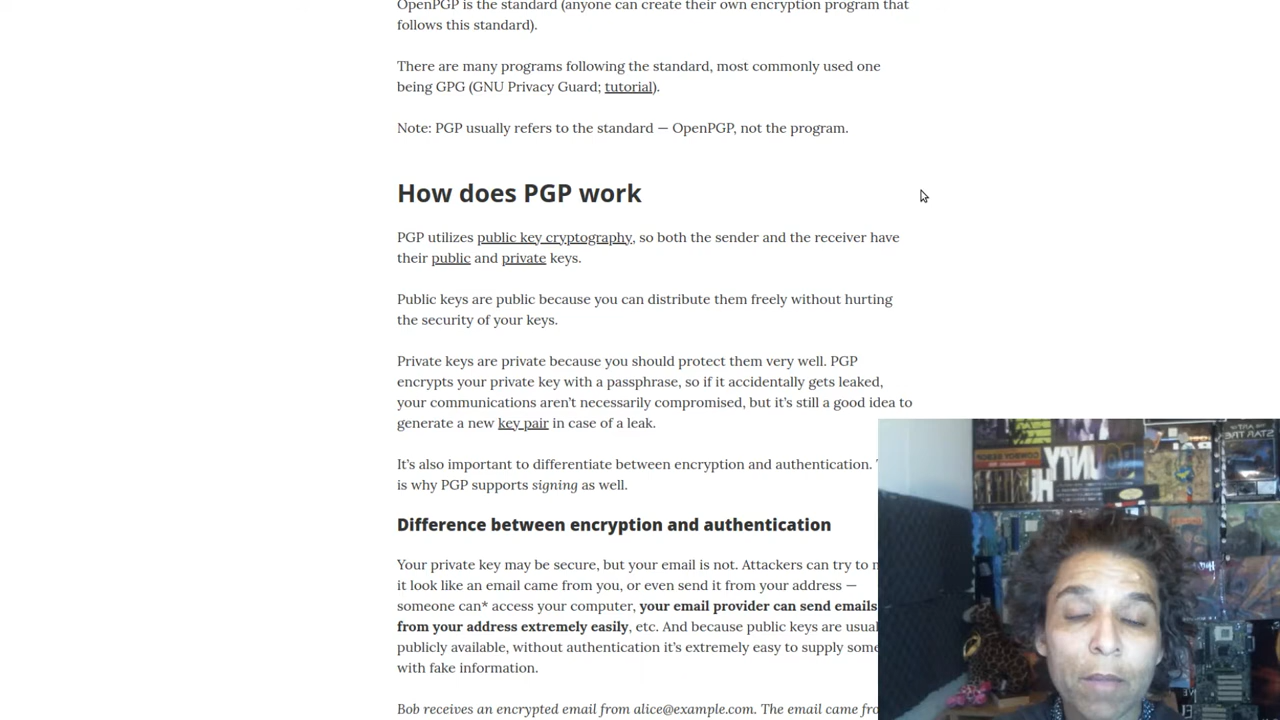 OpenPGP is the standard (anyone can create their own encryption program that
follows this standard).
There are many programs following the standard, most commonly used one
being GPG (GNU Privacy Guard; tutorial).
Note: PGP usually refers to the standard — OpenPGP, not the program.
How does PGP work
PGP utilizes public key cryptography, so both the sender and the receiver have
their public and private keys.
Public keys are public because you can distribute them freely without hurting
the security of your keys.
Private keys are private because you should protect them very well. PGP
encrypts your private key with a passphrase, so if it accidentally gets leaked,
your communications aren’t necessarily compromised, but it’s still a good idea to
generate a new key pair in case of a leak.
It’s also important to differentiate between encryption and authentication.
is why PGP supports signing as well.
Difference between encryption and authentication
Your private key may be secure, but your email is not. Attackers can try to
it look like an email came from you, or even send it from your address —
someone can* access your computer, your email provider can send emails
from your address extremely easily, etc. And because public keys are
publicly available, without authentication it’s extremely easy to supply
with fake information.
Bob receives an encrypted email from alice@example.com. The email came